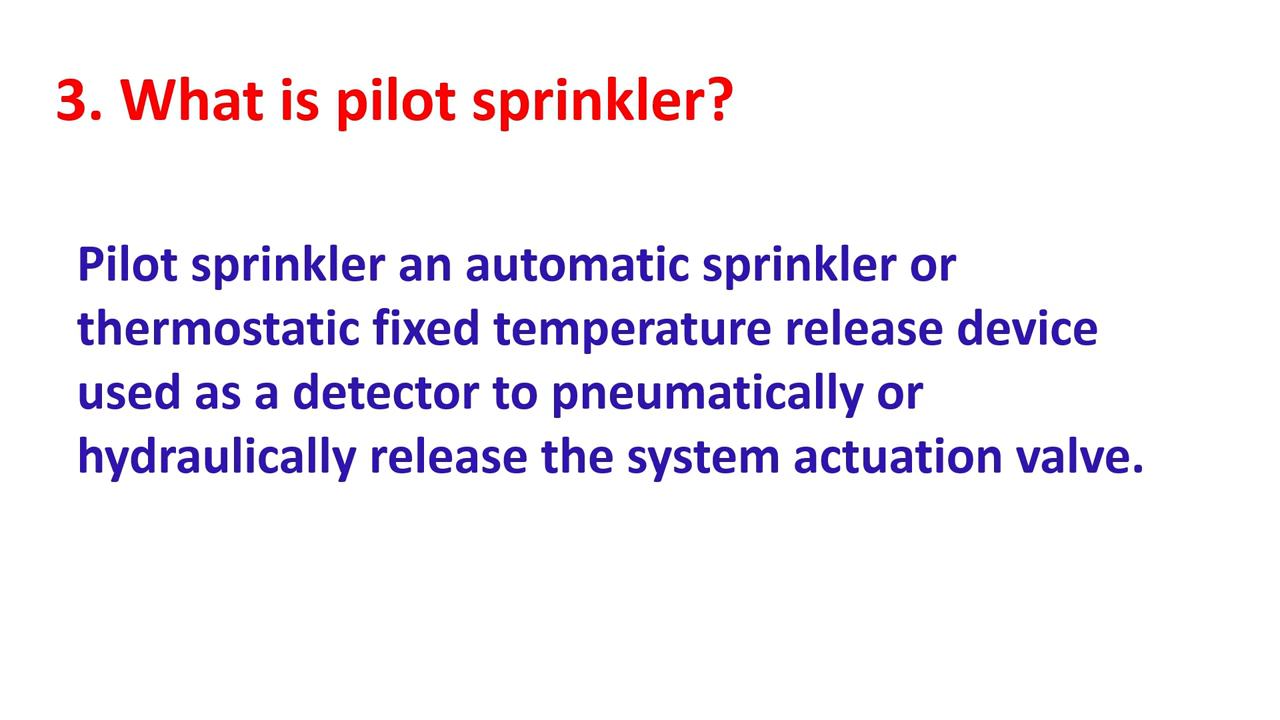 3. What is pilot sprinkler?
Pilot sprinkler an automatic sprinkler or
thermostatic fixed temperature release device
used as a detector to pneumatically or
hydraulically release the system actuation valve.